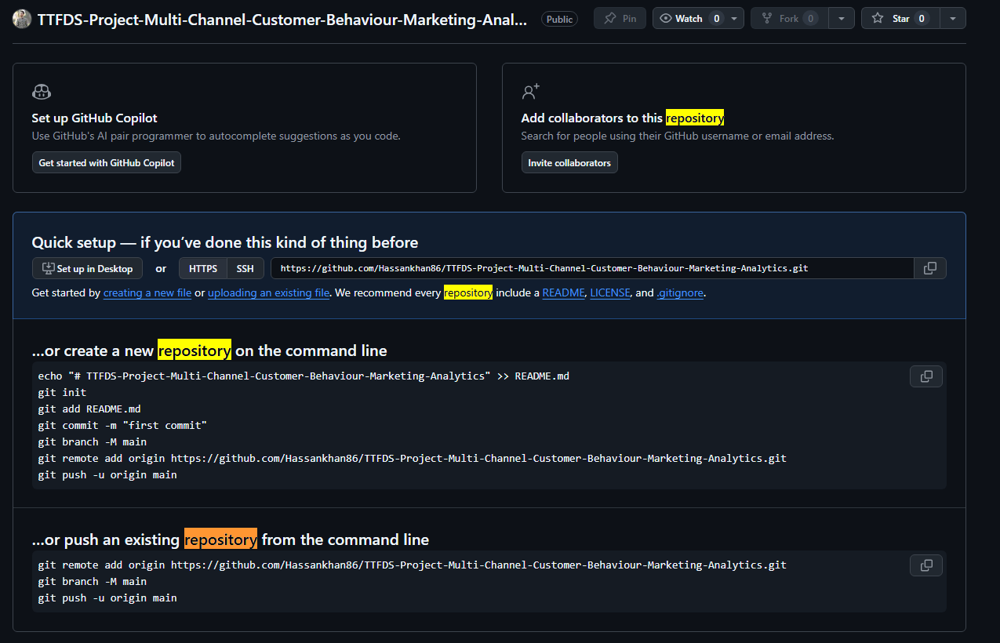 TTFDS-Project-Multi-Channel-Customer-Behaviour-Marketing-Anal... Public Pin Watch 0 Fork 0 Star 0
Set up GitHub Copilot
Use GitHub's AI pair programmer to autocomplete suggestions as you code.
Get started with GitHub Copilot
Add collaborators to this repository
Search for people using their GitHub username or email address.
Invite collaborators
Quick setup — if you've done this kind of thing before
Set up in Desktop or HTTPS SSH https://github.com/Hassankhan86/TTFDS-Project-Multi-Channel-Customer-Behaviour-Marketing-Analytics.git
Get started by creating a new file or uploading an existing file. We recommend every repository include a README, LICENSE, and .gitignore.
...or create a new repository on the command line
echo "# TTFDS-Project-Multi-Channel-Customer-Behaviour-Marketing-Analytics" >> README.md
git init
git add README.md
git commit -m "first commit"
git branch -M main
git remote add origin https://github.com/Hassankhan86/TTFDS-Project-Multi-Channel-Customer-Behaviour-Marketing-Analytics.git
git push -u origin main
...or push an existing repository from the command line
git remote add origin https://github.com/Hassankhan86/TTFDS-Project-Multi-Channel-Customer-Behaviour-Marketing-Analytics.git
git branch -M main
git push -u origin main